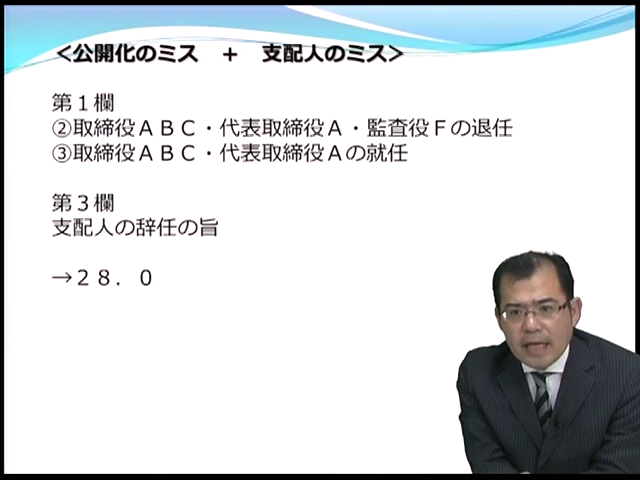 ＜公開化のミス　＋　支配人のミス＞
第１欄
②取締役ＡＢＣ・代表取締役Ａ・監査役Ｆの退任
③取締役ＡＢＣ・代表取締役Ａの就任
第３欄
支配人の辞任の旨
→２８．０